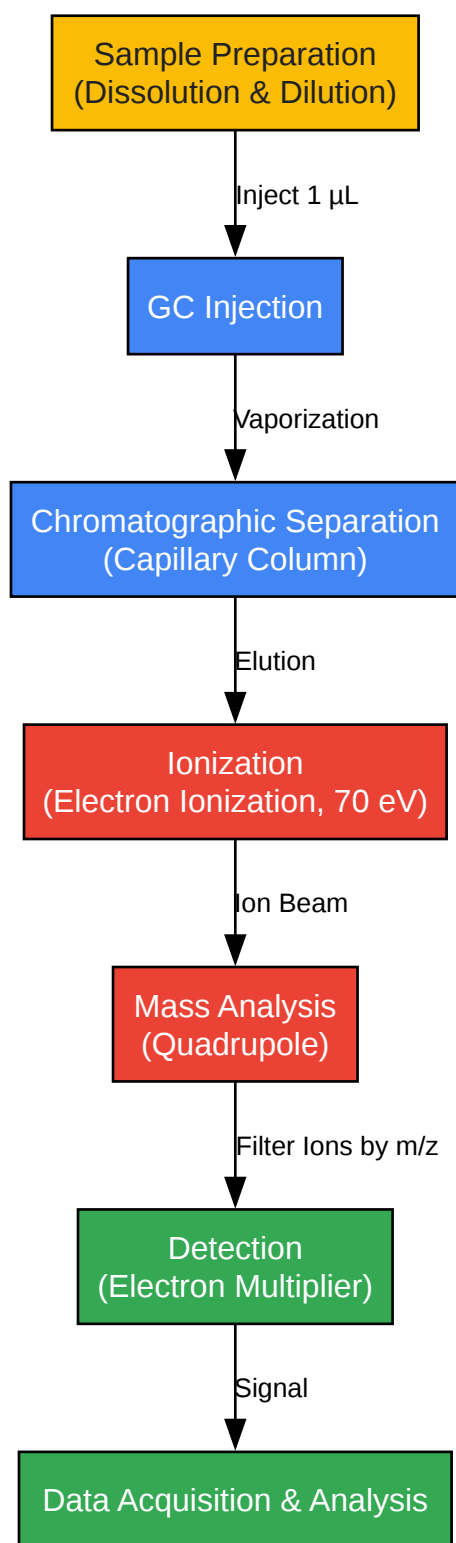 Sample Preparation
(Dissolution & Dilution)
Inject 1 µL
GC Injection
Vaporization
Chromatographic Separation
(Capillary Column)
Elution
Ionization
(Electron Ionization, 70 eV)
Ion Beam
Mass Analysis
(Quadrupole)
Filter Ions by m/z
Detection
(Electron Multiplier)
Signal
Data Acquisition & Analysis